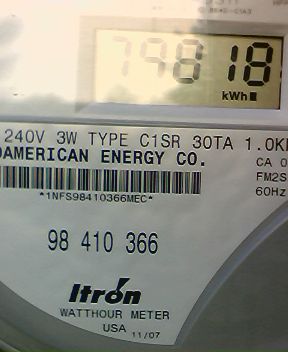 79818
kWh
240V 3W TYPE C1SR 30TA 1.0K
AMERICAN ENERGY CO.
CA 0
FM2S
60Hz
*1NFS98410366MEC*
98 410 366
Itron
WATTHOUR METER
USA 11/07